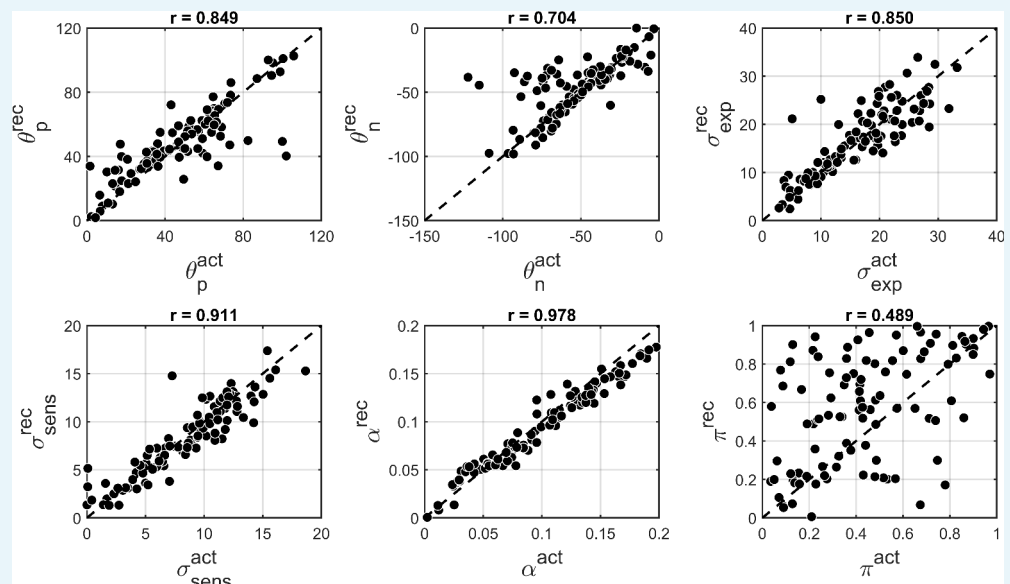 r = 0.849 r = 0.704 r = 0.850
120 0 40
80 -50 30
40 -100 20
0 -150 10
0
0 40 80 120 -150 -100 -50 0 0 10 20 30 40
θ_p^rec θ_n^rec σ_exp^rec
θ_p^act θ_n^act σ_exp^act
r = 0.911 r = 0.978 r = 0.489
20 0.2 1
15 0.15 0.8
10 0.1 0.6
5 0.05 0.4
0 0 0.2
0
0 5 10 15 20 0 0.05 0.1 0.15 0.2 0 0.2 0.4 0.6 0.8 1
σ_sens^rec α^rec π^rec
σ_sens^act α^act π^act